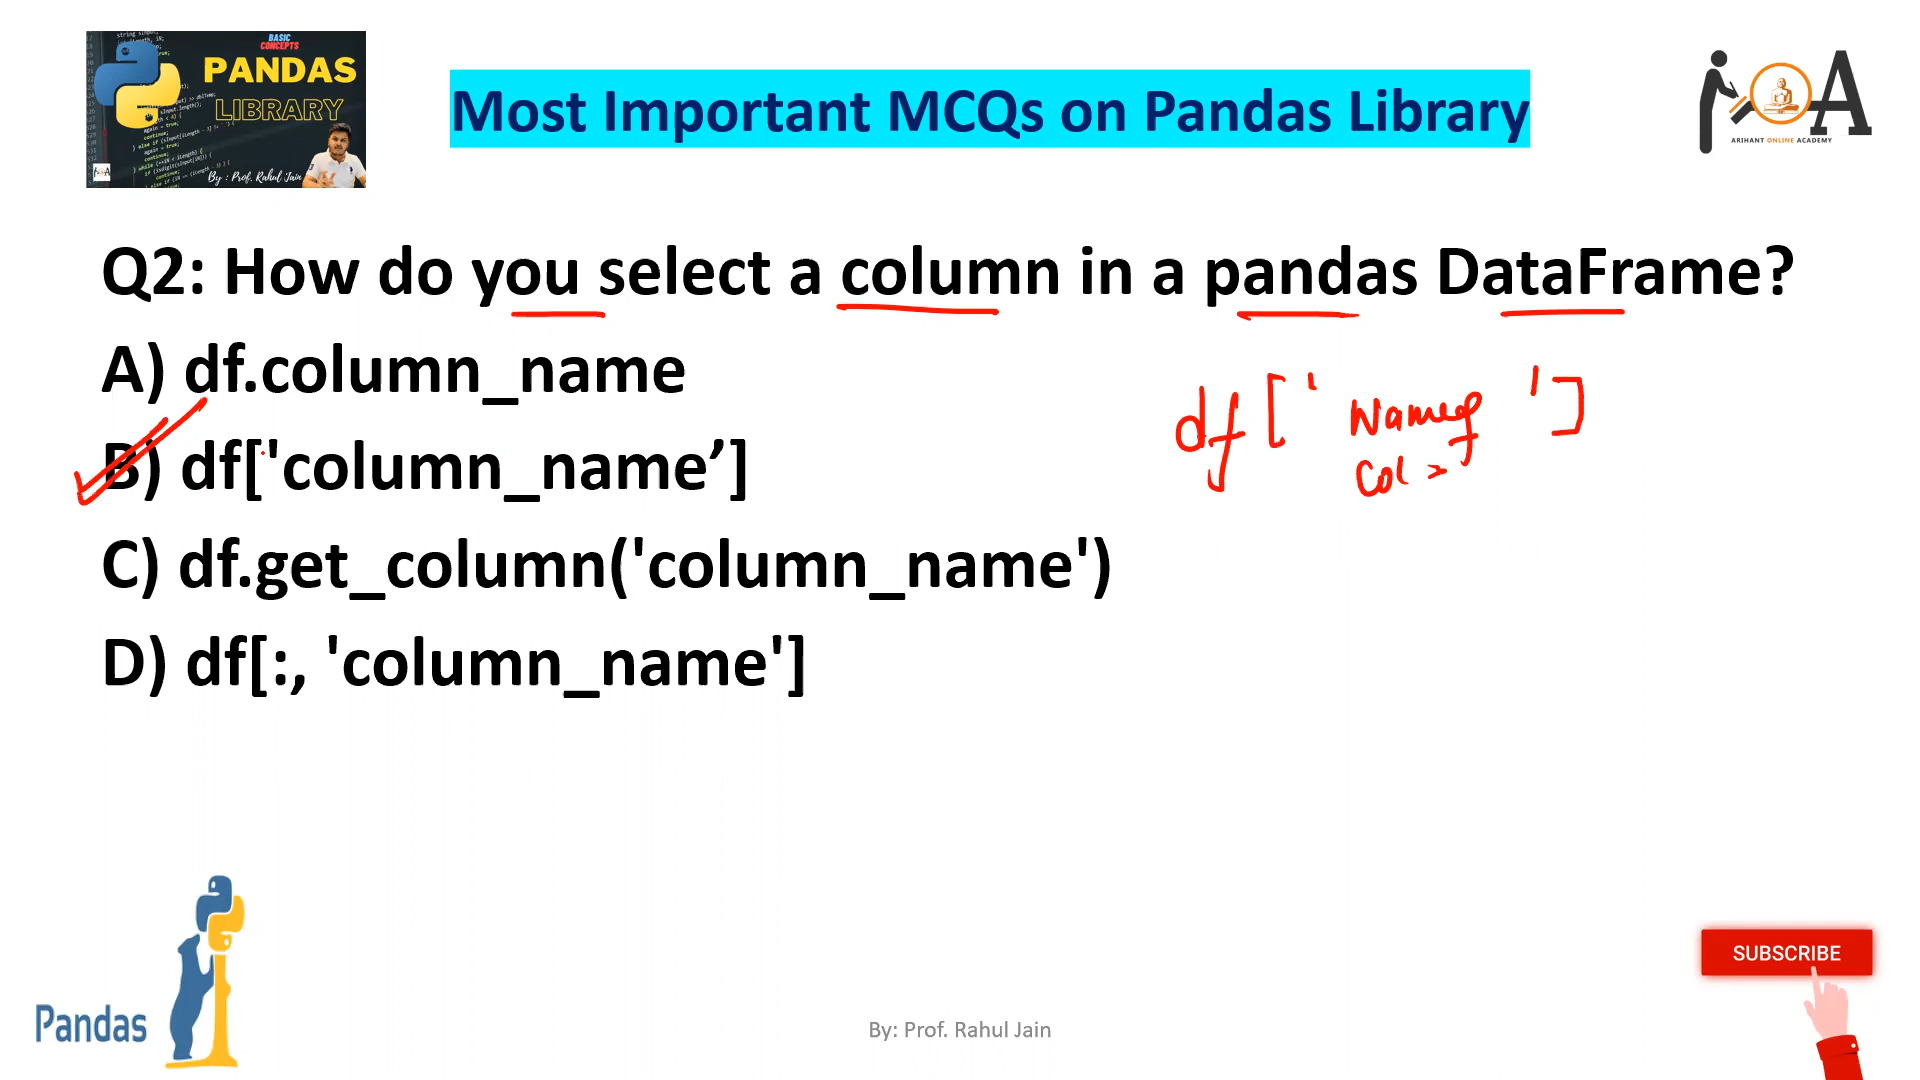 BASIC
CONCEPTS
PANDAS
LIBRARY
By : Prof. Rahul Jain
Most Important MCQs on Pandas Library
A
ARIHANT ONLINE ACADEMY
Q2: How do you select a column in a pandas DataFrame?
A) df.column_name
B) df['column_name’]
C) df.get_column('column_name')
D) df[:, 'column_name']
df[' Name of ']
Col
Pandas
By: Prof. Rahul Jain
SUBSCRIBE